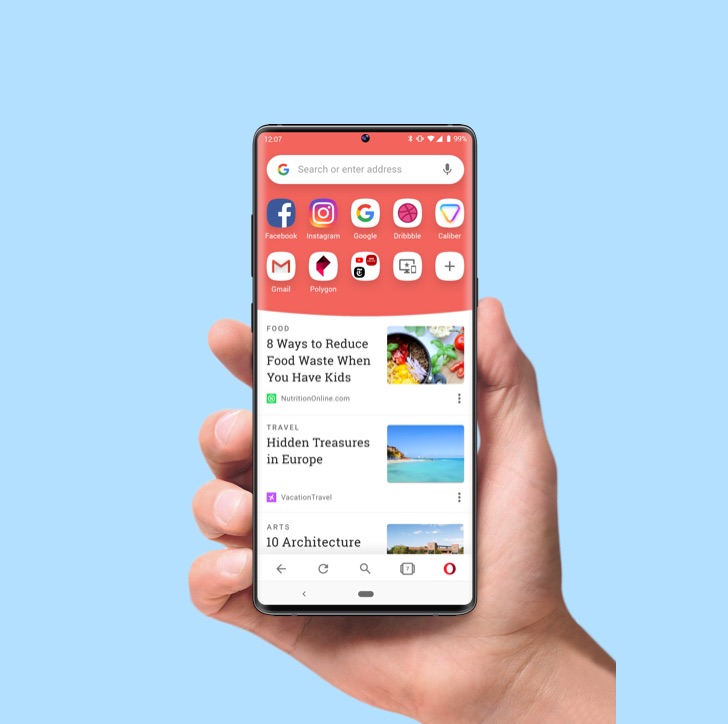 12:07
99%
Search or enter address
Facebook
Instagram
Google
Dribbble
Caliber
Gmail
Polygon
FOOD
8 Ways to Reduce
Food Waste When
You Have Kids
NutritionOnline.com
TRAVEL
Hidden Treasures
in Europe
VacationTravel
ARTS
10 Architecture
7